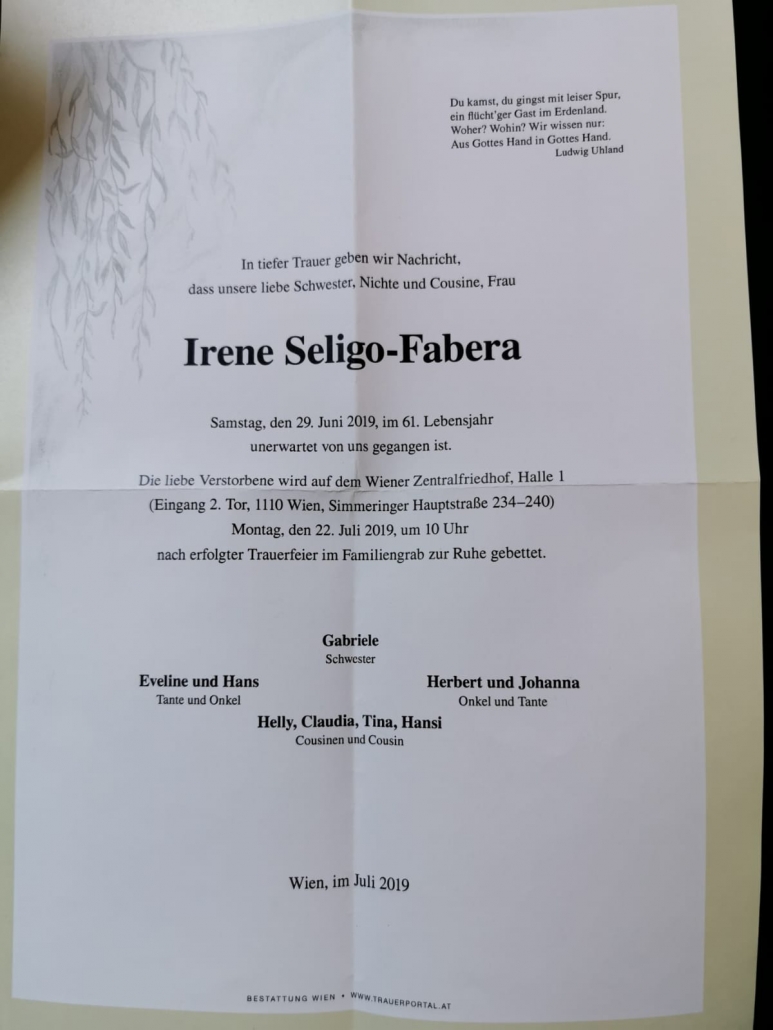 Du kamst, du gingst mit leiser Spur,
ein flücht'ger Gast im Erdenland.
Woher? Wohin? Wir wissen nur:
Aus Gottes Hand in Gottes Hand.
Ludwig Uhland
In tiefer Trauer geben wir Nachricht,
dass unsere liebe Schwester, Nichte und Cousine, Frau
Irene Seligo-Fabera
Samstag, den 29. Juni 2019, im 61. Lebensjahr
unerwartet von uns gegangen ist.
Die liebe Verstorbene wird auf dem Wiener Zentralfriedhof, Halle 1
(Eingang 2. Tor, 1110 Wien, Simmeringer Hauptstraße 234–240)
Montag, den 22. Juli 2019, um 10 Uhr
nach erfolgter Trauerfeier im Familiengrab zur Ruhe gebettet.
Gabriele
Schwester
Eveline und Hans
Tante und Onkel
Herbert und Johanna
Onkel und Tante
Helly, Claudia, Tina, Hansi
Cousinen und Cousin
Wien, im Juli 2019
BESTATTUNG WIEN • WWW.TRAUERPORTAL.AT